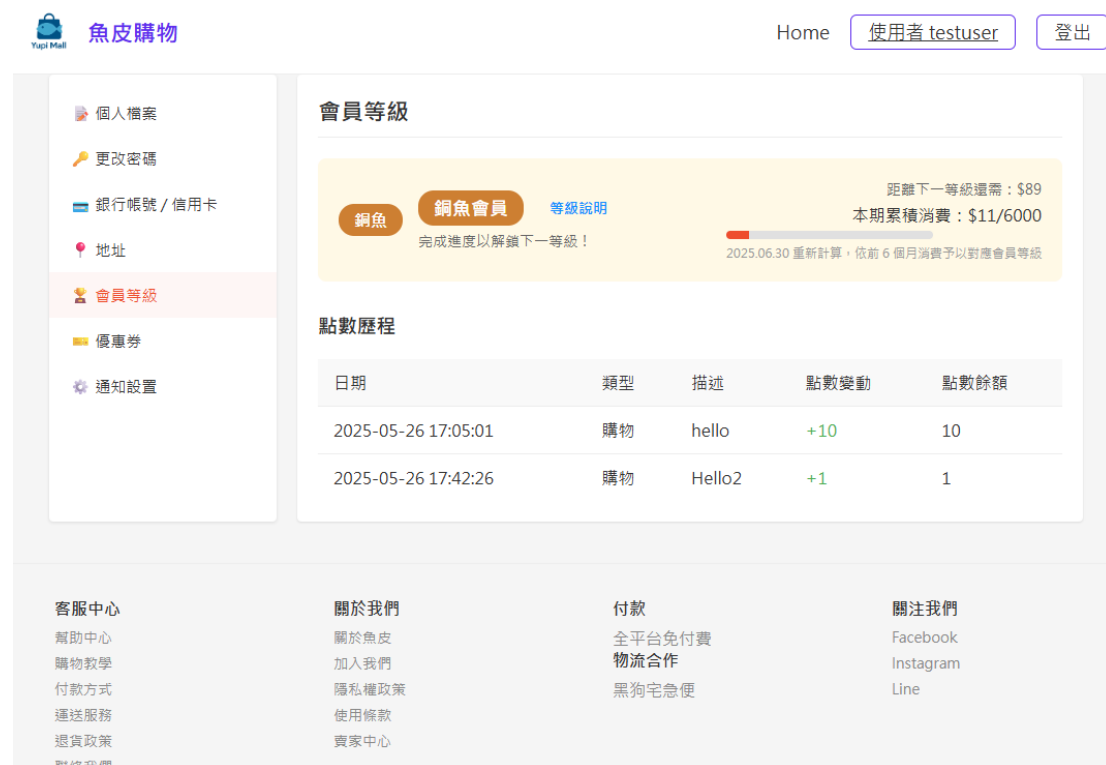 Yupi Mall
魚皮購物
Home
使用者 testuser
登出
個人檔案
更改密碼
銀行帳號 / 信用卡
地址
會員等級
優惠券
通知設置
會員等級
銅魚
銅魚會員
等級說明
完成進度以解鎖下一等級！
距離下一等級還需：$89
本期累積消費：$11/6000
2025.06.30 重新計算，依前 6 個月消費予以對應會員等級
點數歷程
日期 類型 描述 點數變動 點數餘額
2025-05-26 17:05:01 購物 hello +10 10
2025-05-26 17:42:26 購物 Hello2 +1 1
客服中心
幫助中心
購物教學
付款方式
運送服務
退貨政策
關於我們
關於魚皮
加入我們
隱私權政策
使用條款
賣家中心
付款
全平台免付費
物流合作
黑狗宅急便
關注我們
Facebook
Instagram
Line